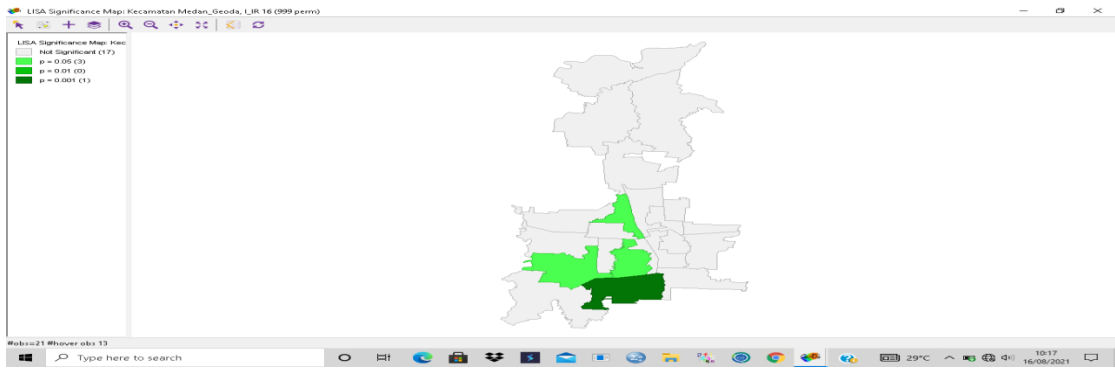 LISA Significance Map: Kecamatan Medan_Geoda, I_IR 16 (999 perm)
LISA Significance Map: Kec
Not Significant (17)
p = 0.05 (3)
p = 0.01 (0)
p = 0.001 (1)
#obs=21 #hover obs 13
Type here to search
29°C
10:17
16/08/2021